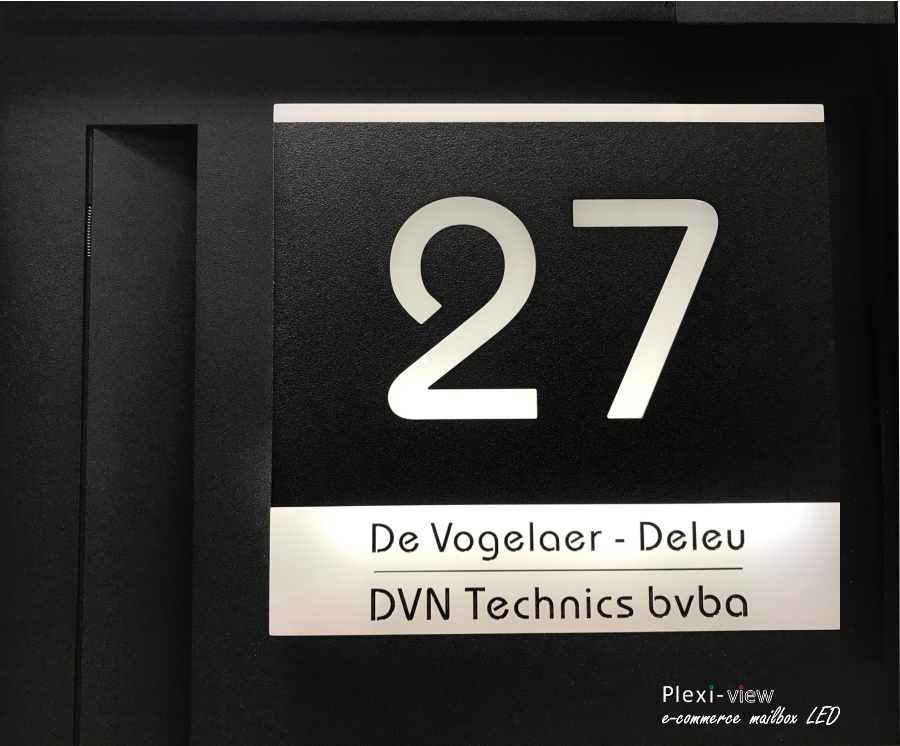 27
De Vogelaer - Deleu
DVN Technics bvba
Plexi-view
e-commerce mailbox LED